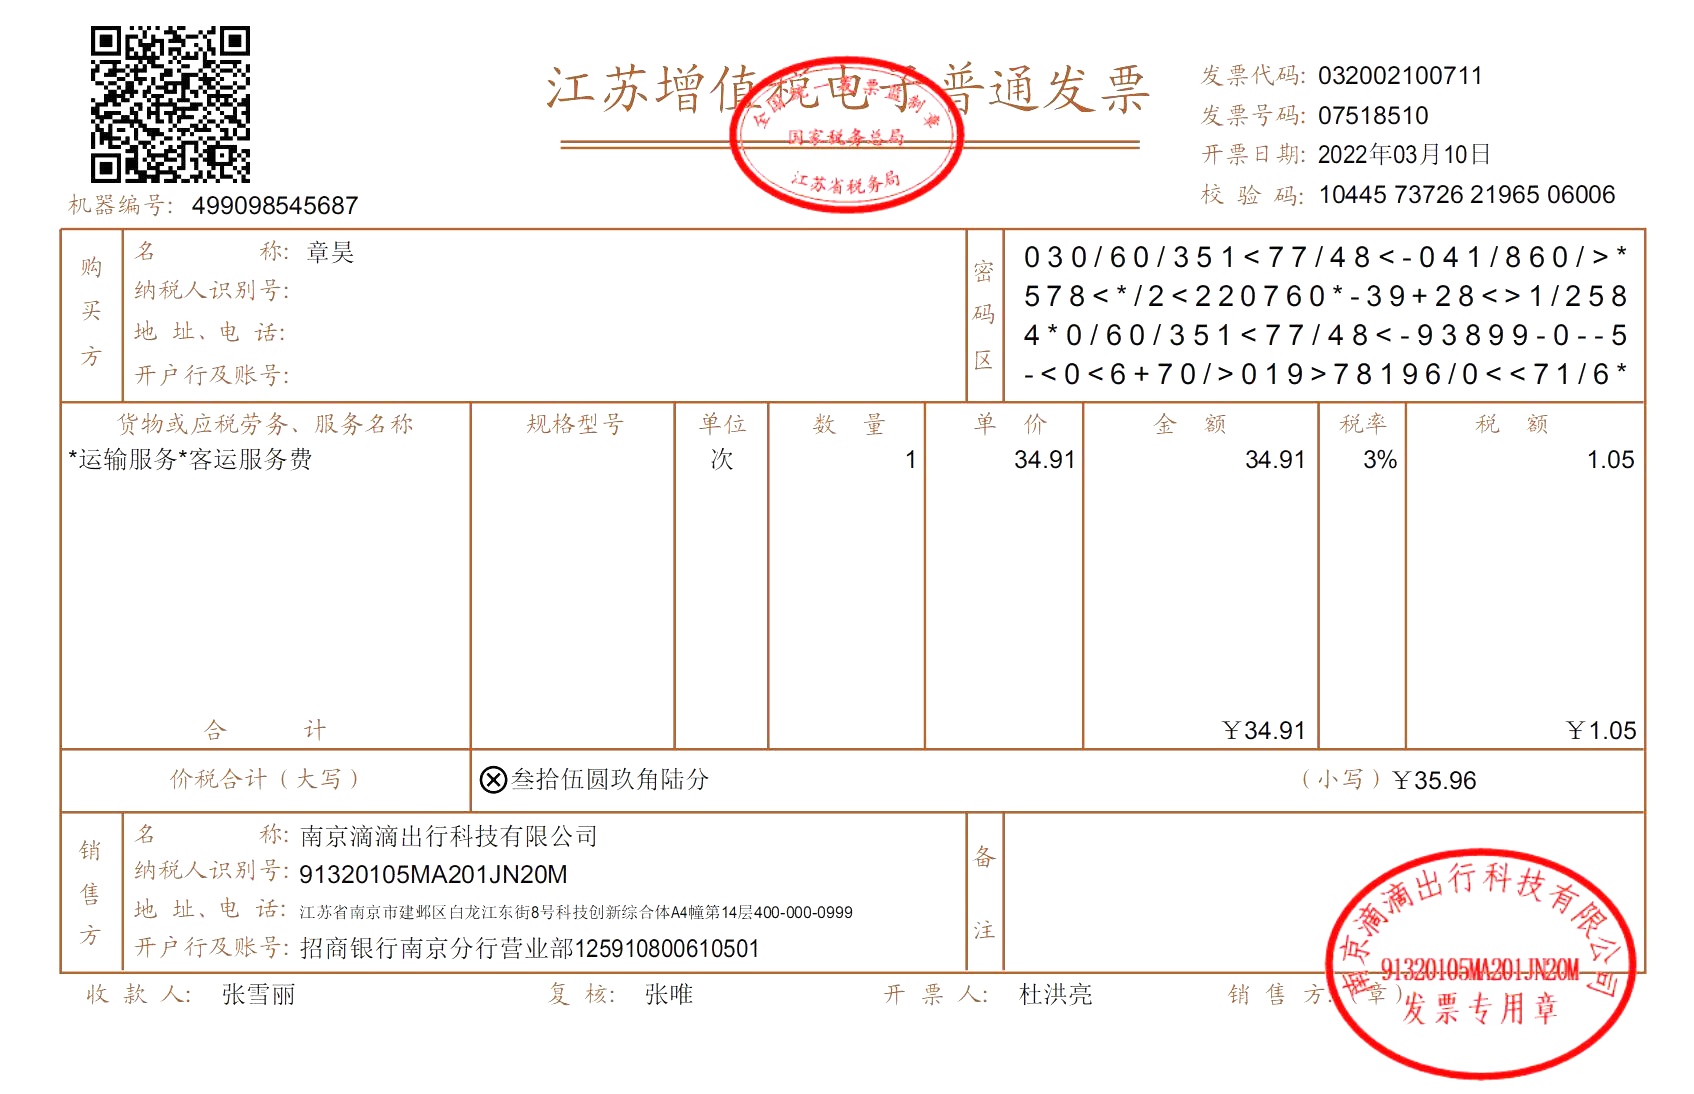 江苏增值税电子普通发票
全国统一发票监制章
国家税务总局
江苏省税务局
发票代码: 032002100711
发票号码: 07518510
开票日期: 2022年03月10日
校验码: 10445 73726 21965 06006
机器编号: 499098545687
购买方
名称: 章昊
纳税人识别号:
地址、电话:
开户行及账号:
密码区
030/60/351<77/48<-041/860/>*
578<*/2<220760*-39+28<>1/258
4*0/60/351<77/48<-93899-0--5
-<0<6+70/>019>78196/0<<71/6*
货物或应税劳务、服务名称 规格型号 单位 数量 单价 金额 税率 税额
*运输服务*客运服务费 次 1 34.91 34.91 3% 1.05
合计 ￥34.91 ￥1.05
价税合计（大写） ⊗叁拾伍圆玖角陆分 （小写）￥35.96
销售方
名称: 南京滴滴出行科技有限公司
纳税人识别号: 91320105MA201JN20M
地址、电话: 江苏省南京市建邺区白龙江东街8号科技创新综合体A4幢第14层400-000-0999
开户行及账号: 招商银行南京分行营业部125910800610501
备注
收款人: 张雪丽 复核: 张唯 开票人: 杜洪亮 销售方:（章）
南京滴滴出行科技有限公司
91320105MA201JN20M
发票专用章